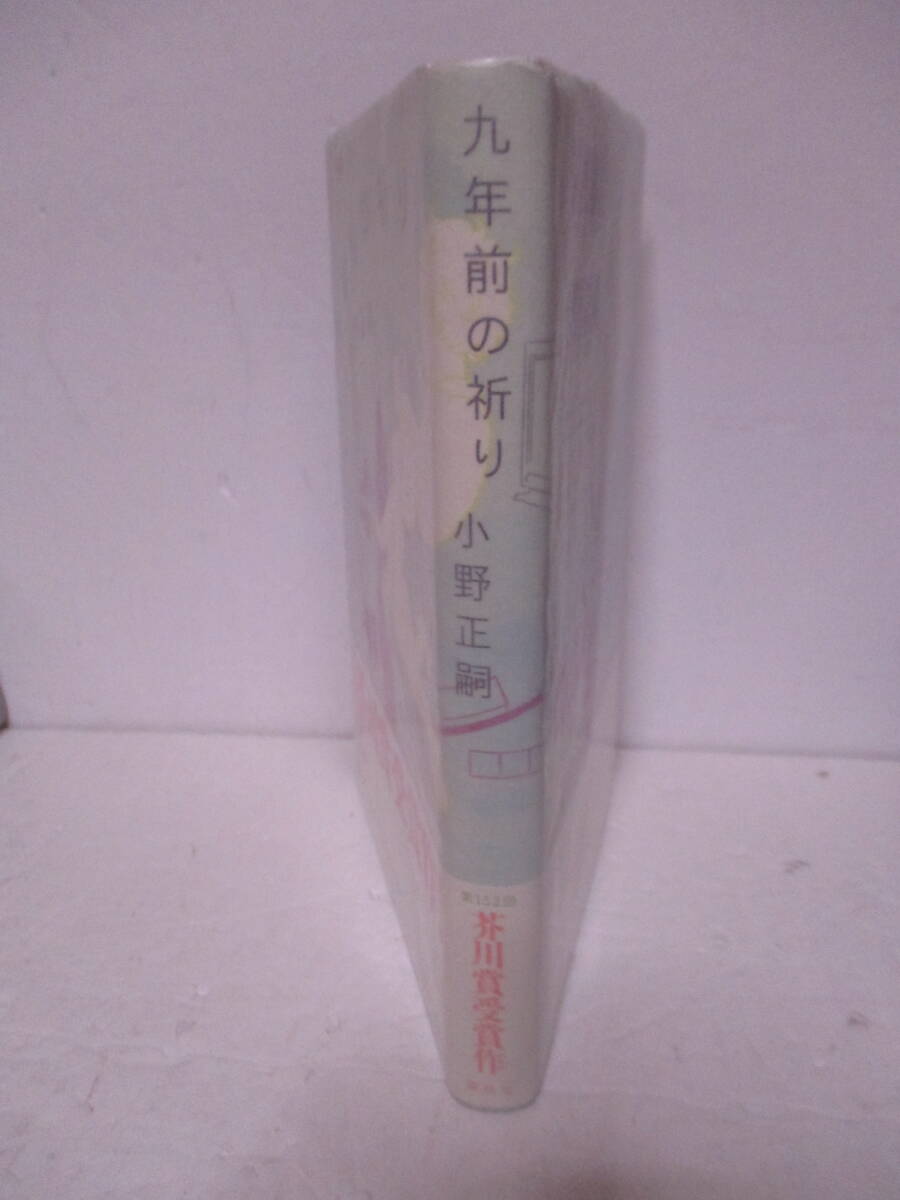 九年前の祈り
小野正嗣
第152回
芥川賞受賞作